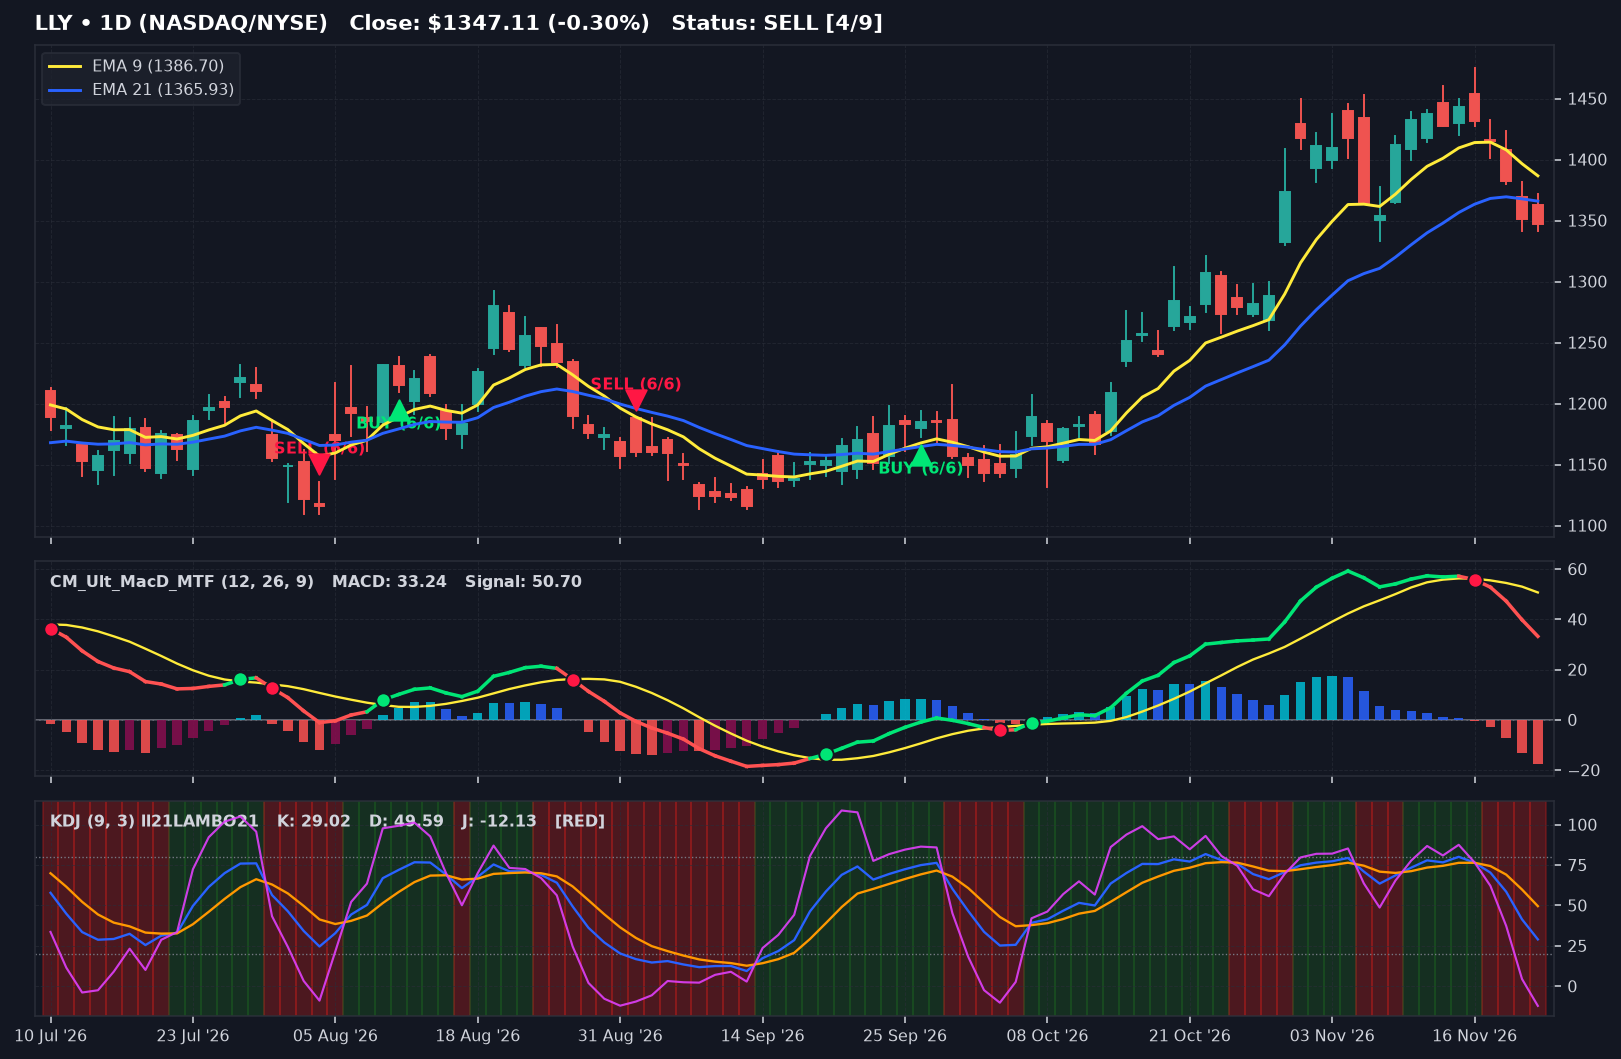 LLY • 1D (NASDAQ/NYSE)   Close: $1347.11 (-0.30%)   Status: SELL [4/9]
EMA 9 (1386.70)
EMA 21 (1365.93)
1450
1400
1350
1300
1250
1200
1150
1100
SELL (6/6)
BUY (6/6)
SELL (6/6)
BUY (6/6)
CM_Ult_MacD_MTF (12, 26, 9)   MACD: 33.24   Signal: 50.70
60
40
20
0
−20
KDJ (9, 3) II21LAMBO21   K: 29.02   D: 49.59   J: -12.13   [RED]
100
75
50
25
0
10 Jul '26
23 Jul '26
05 Aug '26
18 Aug '26
31 Aug '26
14 Sep '26
25 Sep '26
08 Oct '26
21 Oct '26
03 Nov '26
16 Nov '26